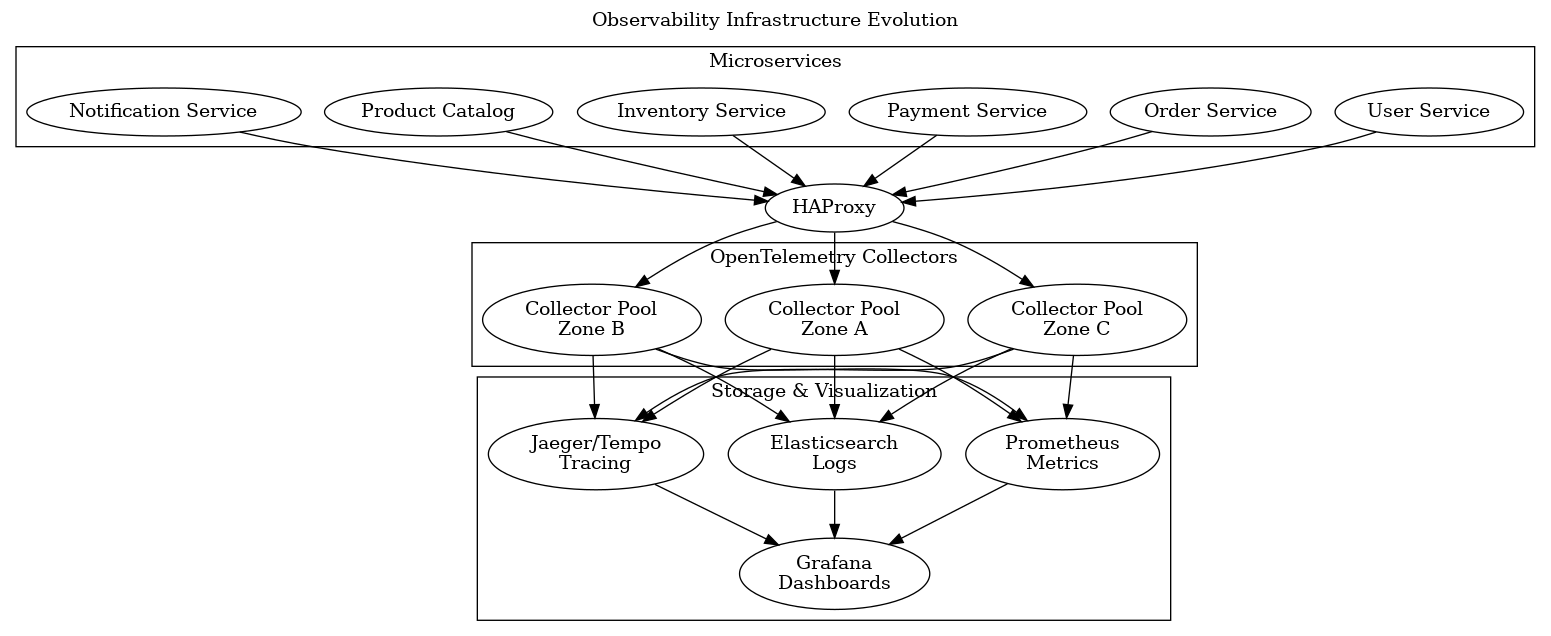 Observability Infrastructure Evolution
Microservices
Notification Service
Product Catalog
Inventory Service
Payment Service
Order Service
User Service
HAProxy
OpenTelemetry Collectors
Collector Pool
Zone B
Collector Pool
Zone A
Collector Pool
Zone C
Storage & Visualization
Jaeger/Tempo
Tracing
Elasticsearch
Logs
Prometheus
Metrics
Grafana
Dashboards